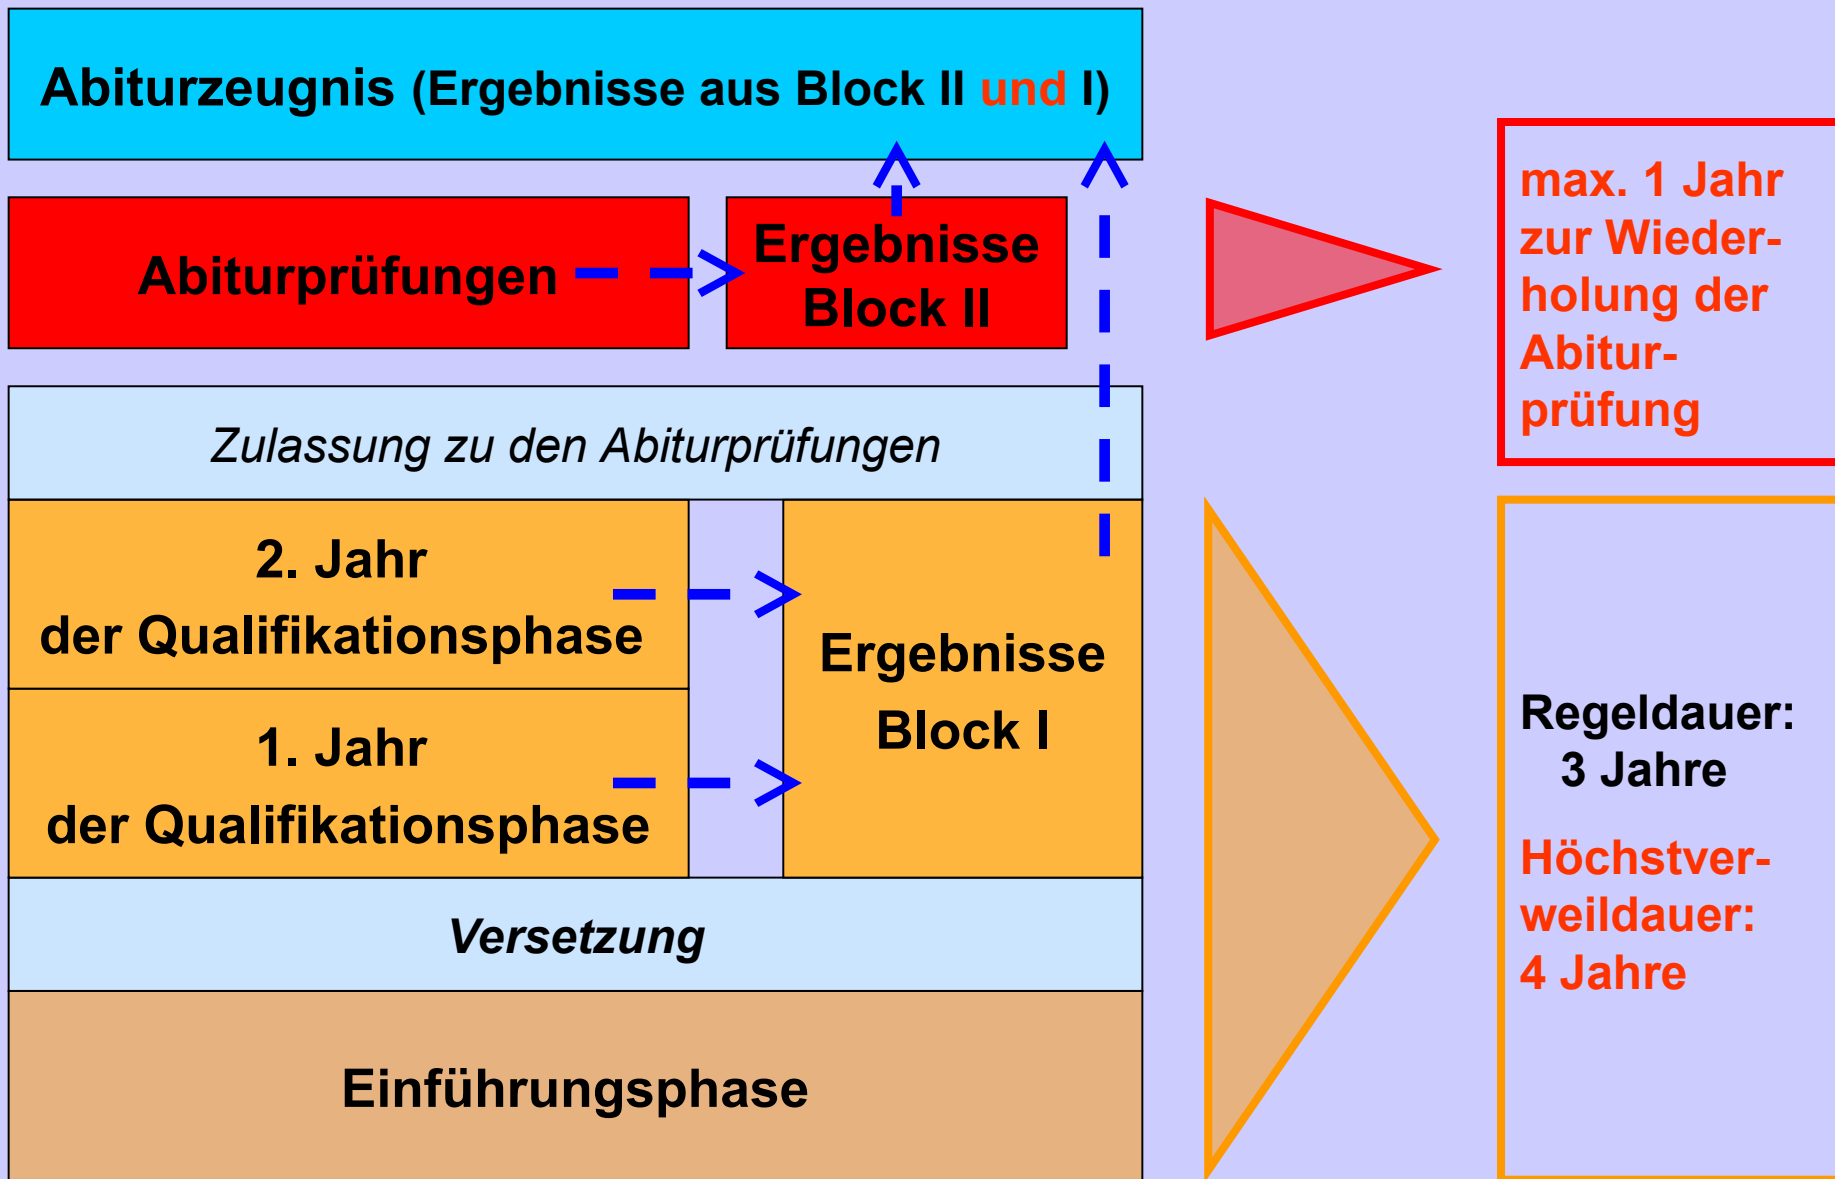 Abiturzeugnis (Ergebnisse aus Block II und I)
Abiturprüfungen
Ergebnisse
Block II
max. 1 Jahr
zur Wieder-
holung der
Abitur-
prüfung
Zulassung zu den Abiturprüfungen
2. Jahr
der Qualifikationsphase
1. Jahr
der Qualifikationsphase
Ergebnisse
Block I
Regeldauer:
3 Jahre
Höchstver-
weildauer:
4 Jahre
Versetzung
Einführungsphase